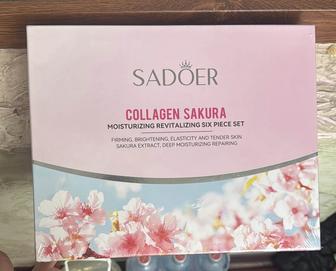 SADOER
COLLAGEN SAKURA
MOISTURIZING REVITALIZING SIX PIECE SET
FIRMING, BRIGHTENING, ELASTICITY AND TENDER SKIN
SAKURA EXTRACT, DEEP MOISTURIZING REPAIRING